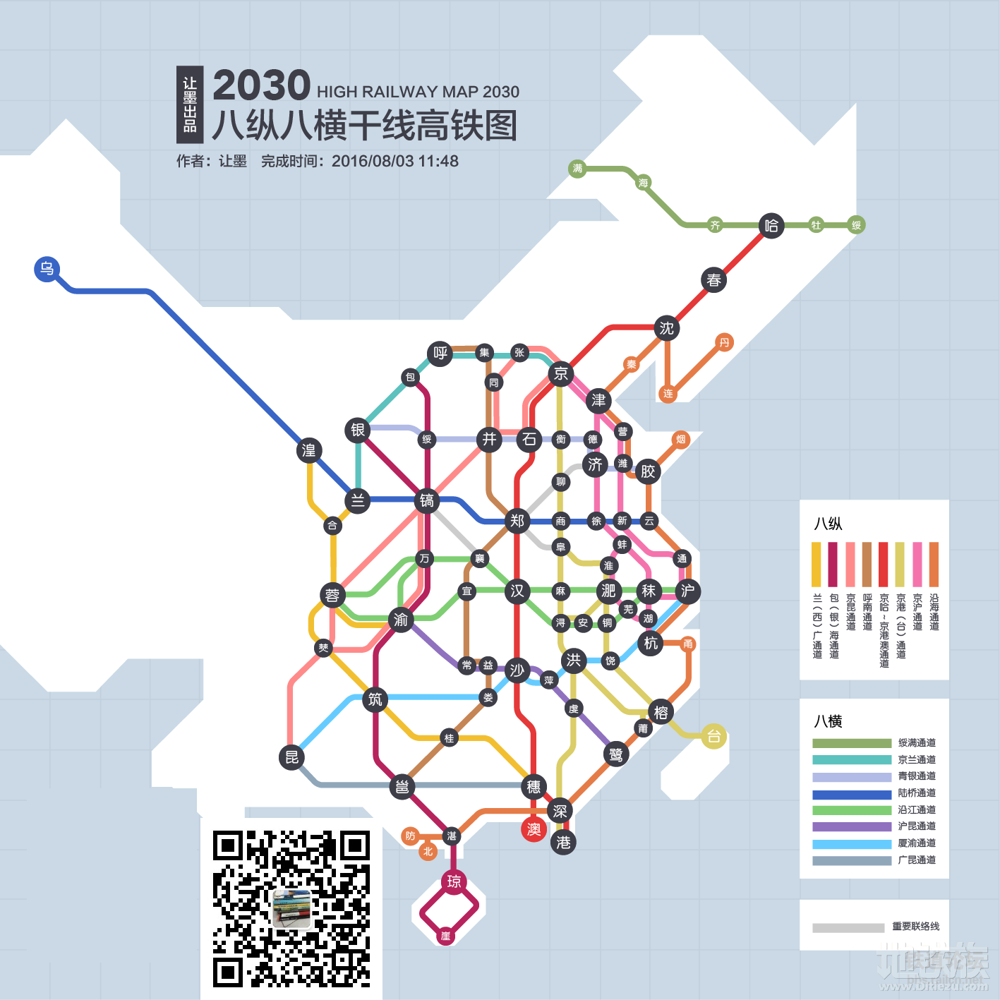 让墨出品
2030 HIGH RAILWAY MAP 2030
八纵八横干线高铁图
作者：让墨 完成时间：2016/08/03 11:48
满
海
齐
哈
牡
绥
乌
春
沈
丹
呼
集
张
秦
京
包
同
连
津
银
营
湟
绥
并
石
衡
德
烟
济
潍
胶
聊
兰
镐
合
郑
商
徐
新
云
阜
蚌
万
襄
淮
通
蓉
宜
汉
麻
淝
秣
沪
芜
渝
浔
安
铜
湖
僰
杭
甬
常
益
沙
洪
饶
萍
筑
娄
虔
榕
莆
桂
台
昆
鹭
邕
穗
深
澳
防
湛
港
北
琼
崖
八纵
兰（西）广通道
包（银）海通道
京昆通道
呼南通道
京哈~京港澳通道
京港（台）通道
京沪通道
沿海通道
八横
绥满通道
京兰通道
青银通道
陆桥通道
沿江通道
沪昆通道
厦渝通道
广昆通道
重要联络线
地铁族
www.Ditiezu.com